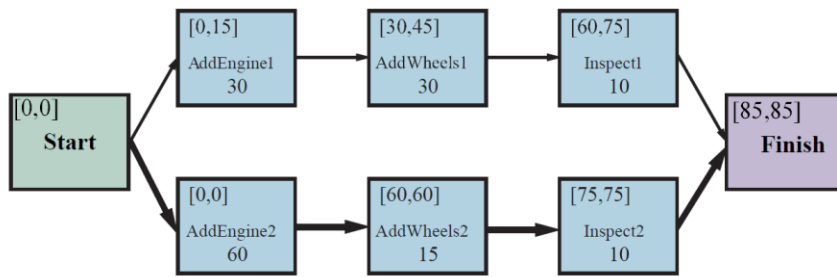 [0,15]
AddEngine1
30
[30,45]
AddWheels1
30
[60,75]
Inspect1
10
[0,0]
Start
[85,85]
Finish
[0,0]
AddEngine2
60
[60,60]
AddWheels2
15
[75,75]
Inspect2
10